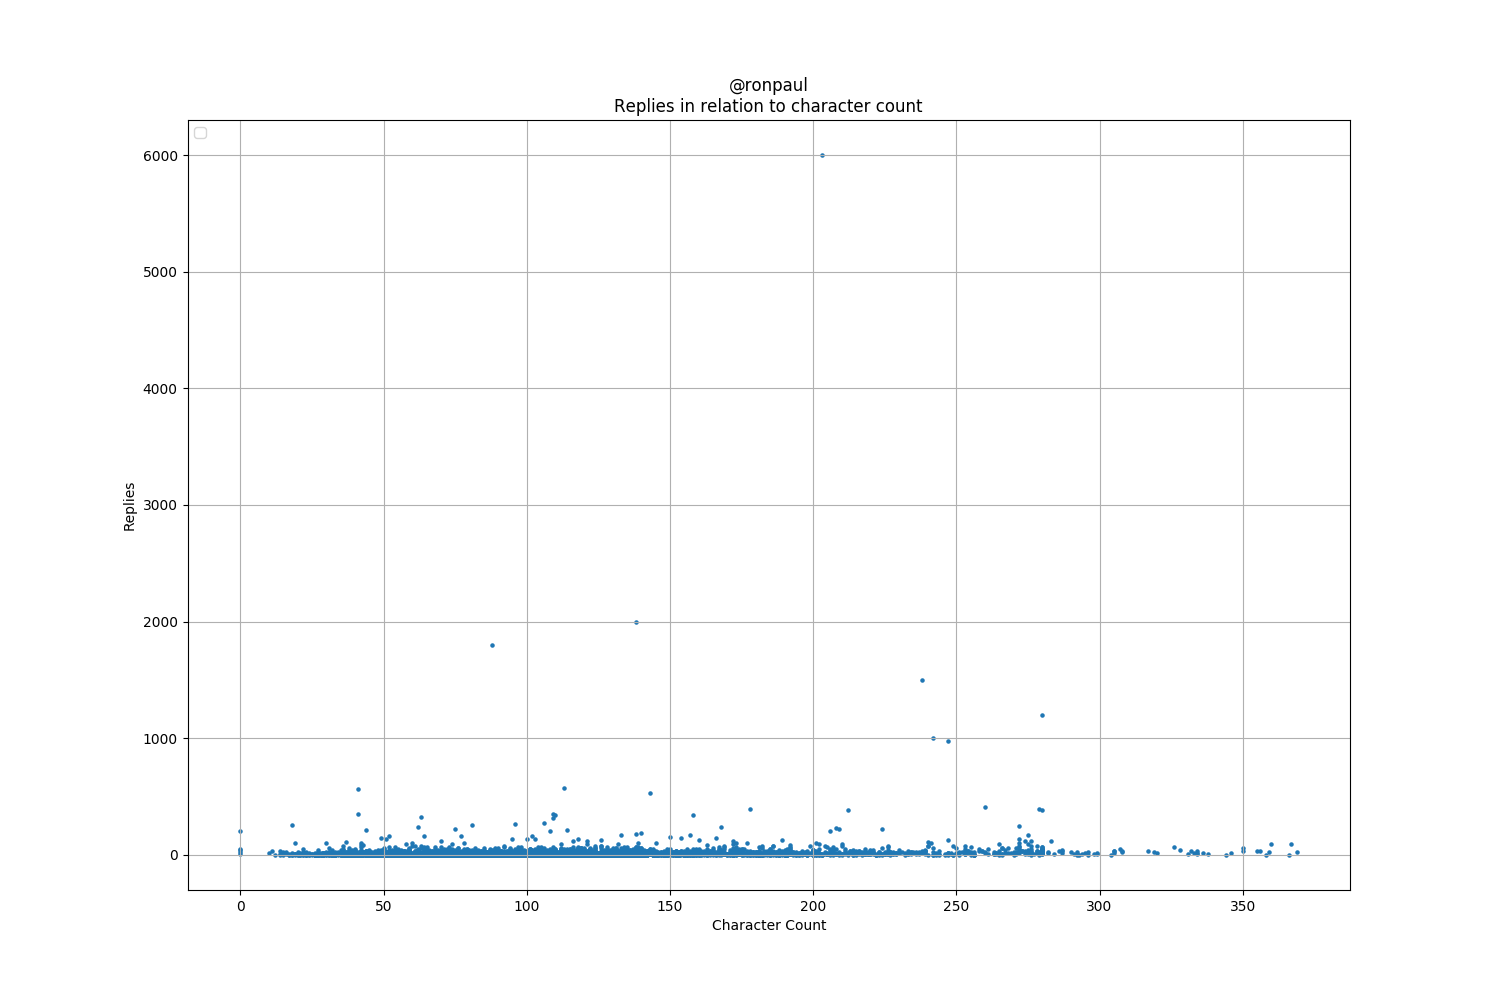 @ronpaul
Replies in relation to character count
6000
5000
4000
3000
2000
1000
0
Replies
0 50 100 150 200 250 300 350
Character Count